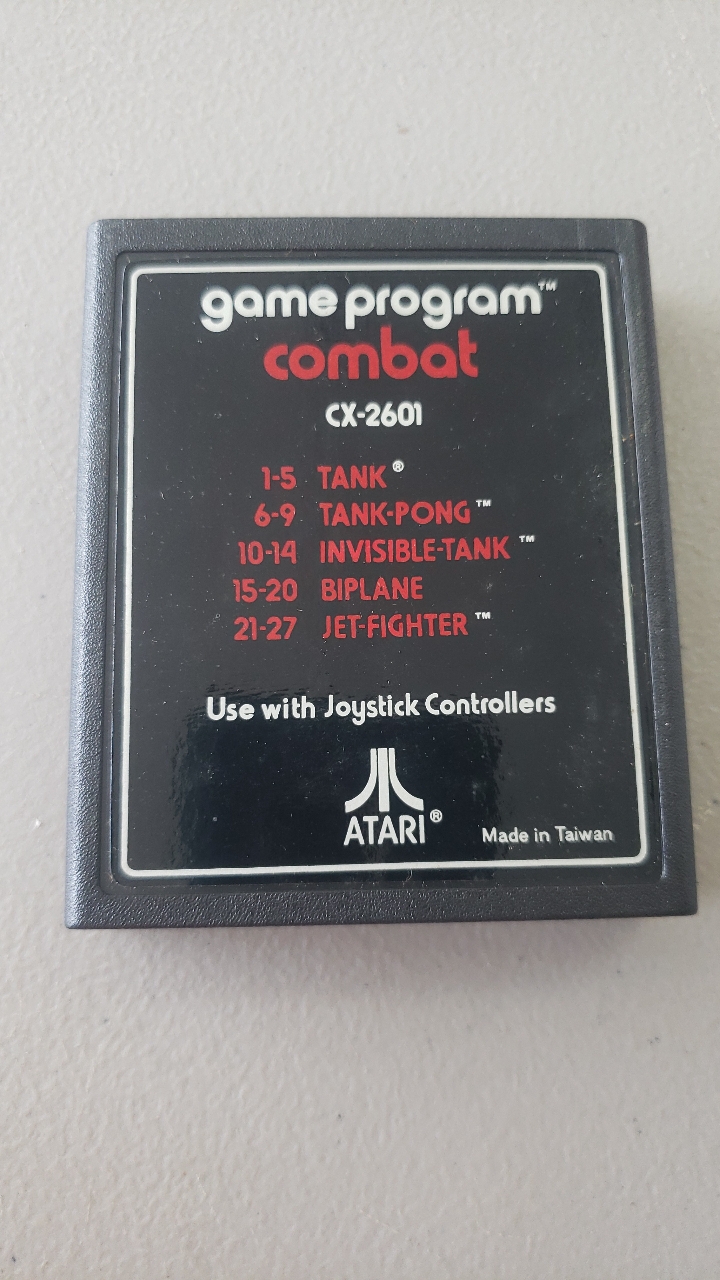 game program™
combat
CX-2601
1-5 TANK®
6-9 TANK-PONG™
10-14 INVISIBLE-TANK™
15-20 BIPLANE
21-27 JET-FIGHTER™
Use with Joystick Controllers
ATARI®
Made in Taiwan